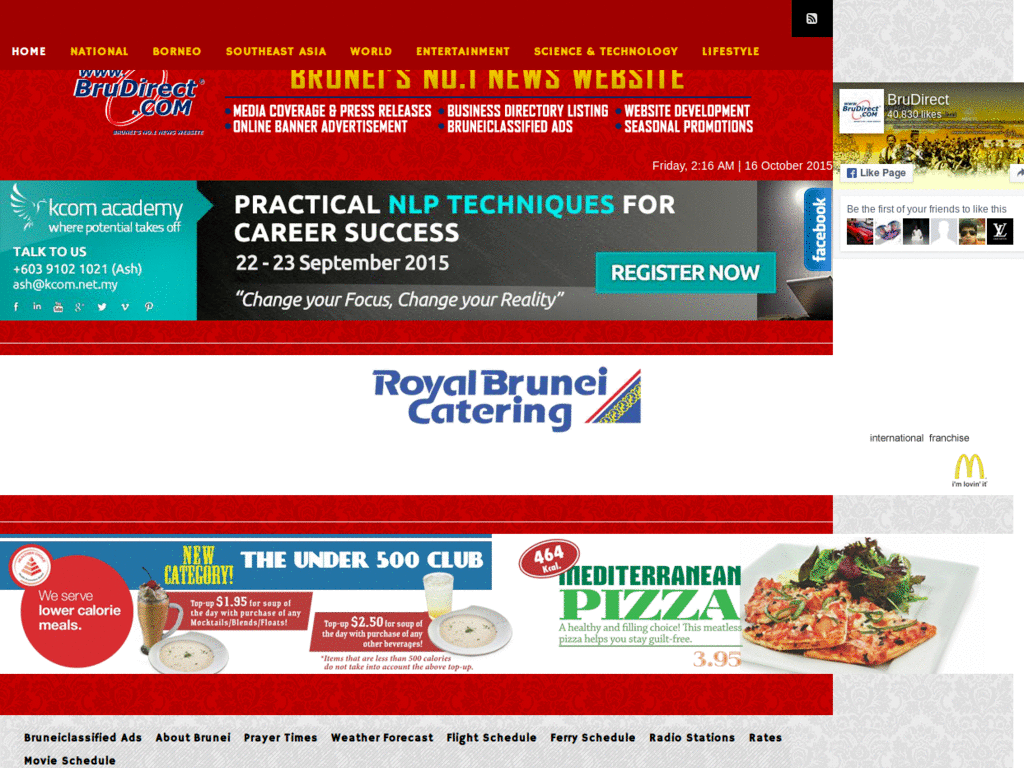 HOME NATIONAL BORNEO SOUTHEAST ASIA WORLD ENTERTAINMENT SCIENCE & TECHNOLOGY LIFESTYLE
www.
BruDirect®
.COM
BRUNEI'S NO.1 NEWS WEBSITE
BRUNEI'S NO.1 NEWS WEBSITE
• MEDIA COVERAGE & PRESS RELEASES • BUSINESS DIRECTORY LISTING • WEBSITE DEVELOPMENT
• ONLINE BANNER ADVERTISEMENT • BRUNEICLASSIFIED ADS • SEASONAL PROMOTIONS
Friday, 2:16 AM | 16 October 2015
BruDirect
40,830 likes
Like Page
Be the first of your friends to like this
facebook
kcom academy
where potential takes off
TALK TO US
+603 9102 1021 (Ash)
ash@kcom.net.my
PRACTICAL NLP TECHNIQUES FOR
CAREER SUCCESS
22 - 23 September 2015
REGISTER NOW
“Change your Focus, Change your Reality”
Royal Brunei
Catering
international franchise
i'm lovin' it
We serve
lower calorie
meals.
NEW
CATEGORY!
THE UNDER 500 CLUB
Top-up $1.95 for soup of
the day with purchase of any
Mocktails/Blends/Floats!
Top-up $2.50 for soup of
the day with purchase of any
other beverages!
*Items that are less than 500 calories
do not take into account the above top-up.
464
Kcal.
MEDITERRANEAN
PIZZA
A healthy and filling choice! This meatless
pizza helps you stay guilt-free.
3.95
Bruneiclassified Ads About Brunei Prayer Times Weather Forecast Flight Schedule Ferry Schedule Radio Stations Rates
Movie Schedule